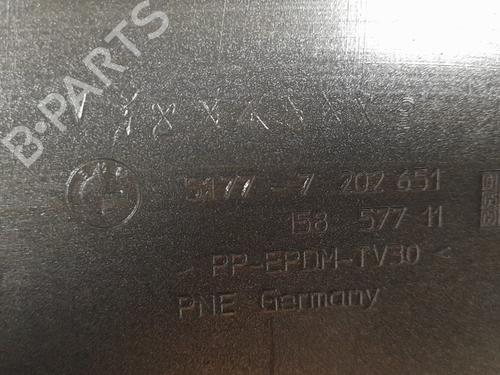 B-PARTS
5177-7 202 651
158 577 11
> PP-EPDM-TV30 <
PNE Germany